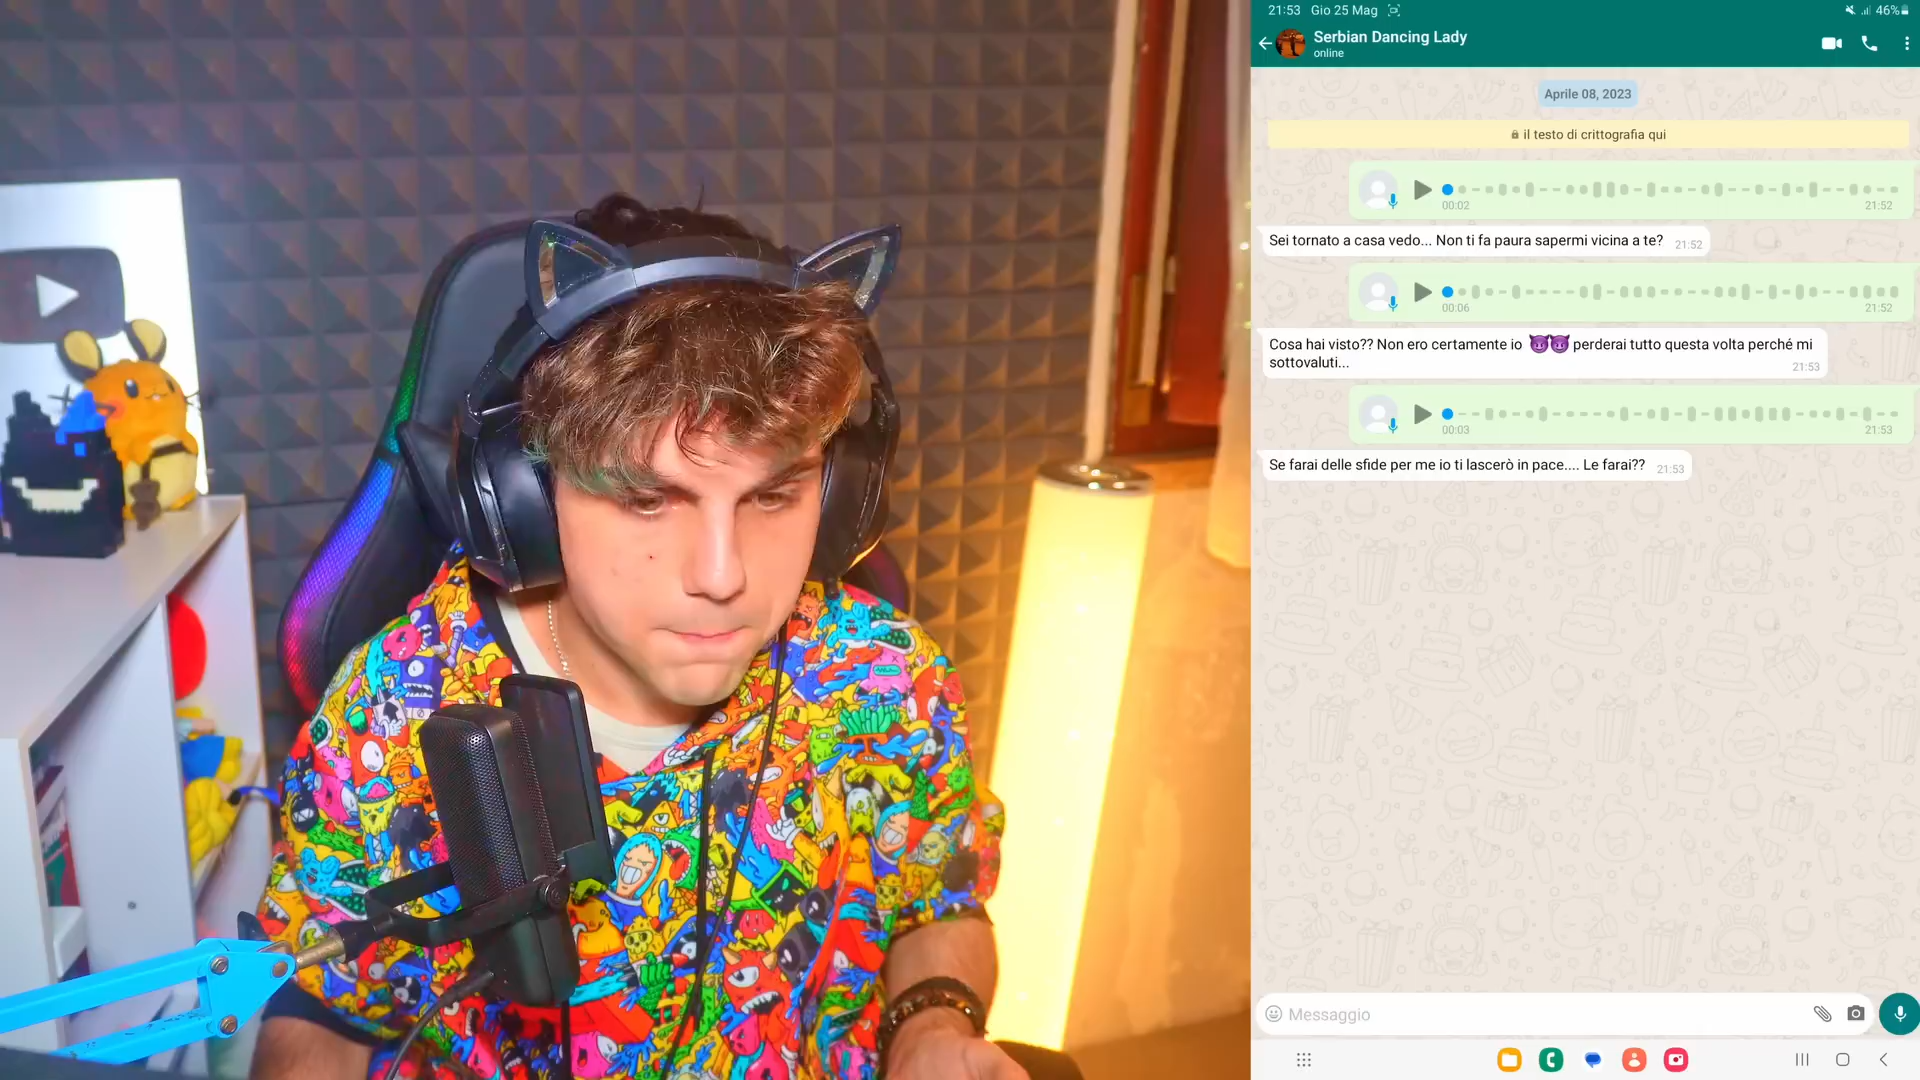 21:53 Gio 25 Mag
46%
Serbian Dancing Lady
online
Aprile 08, 2023
il testo di crittografia qui
00:02
21:52
Sei tornato a casa vedo... Non ti fa paura sapermi vicina a te? 21:52
00:06
21:52
Cosa hai visto?? Non ero certamente io 😈😈 perderai tutto questa volta perché mi
sottovaluti...
21:53
00:03
21:53
Se farai delle sfide per me io ti lascerò in pace.... Le farai?? 21:53
Messaggio